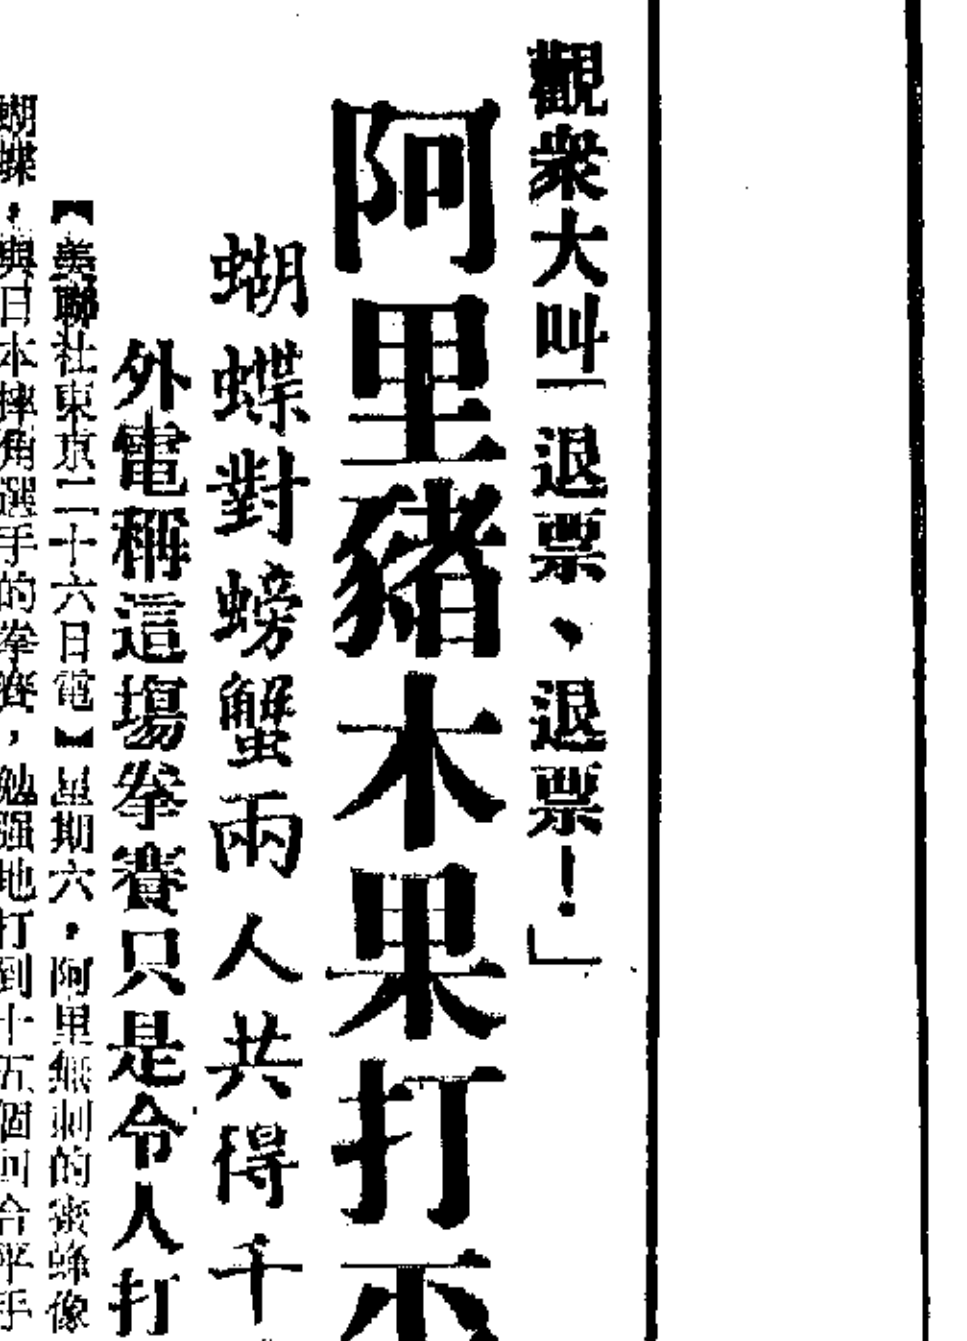 觀衆大叫「退票、退票!」
阿里豬木果打
蝴蝶對螃蟹兩人共得千
外電稱這場拳賽只是令人打
【美聯社東京二十六日電】星期六,阿里無刺的蜜蜂像
蝴蝶,與日本摔角選手的拳賽,勉强地打到十五個回合平手